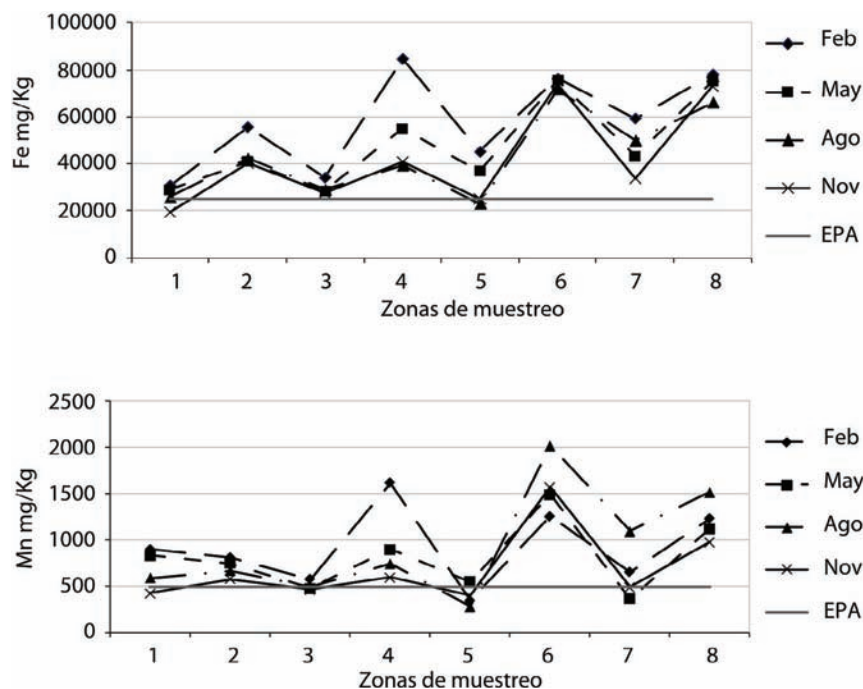 Fe mg/Kg
100000
80000
60000
40000
20000
0
1 2 3 4 5 6 7 8
Zonas de muestreo
Feb
May
Ago
Nov
EPA
Mn mg/Kg
2500
2000
1500
1000
500
0
1 2 3 4 5 6 7 8
Zonas de muestreo
Feb
May
Ago
Nov
EPA